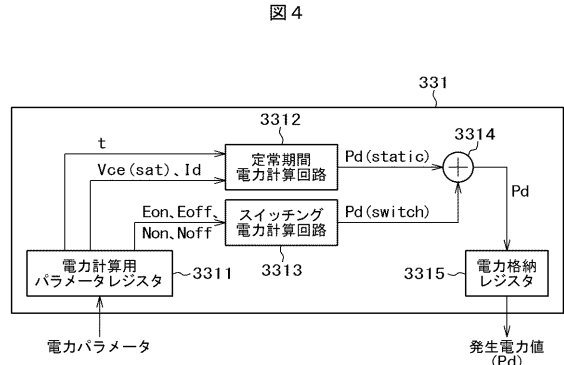 図4
331
3312
3314
t
定常期間
電力計算回路
Pd(static)
Vce(sat)、Id
Pd
Eon、Eoff、
Non、Noff
スイッチング
電力計算回路
Pd(switch)
電力計算用
パラメータレジスタ
3311
3313
3315
電力格納
レジスタ
電力パラメータ
発生電力値
(Pd)